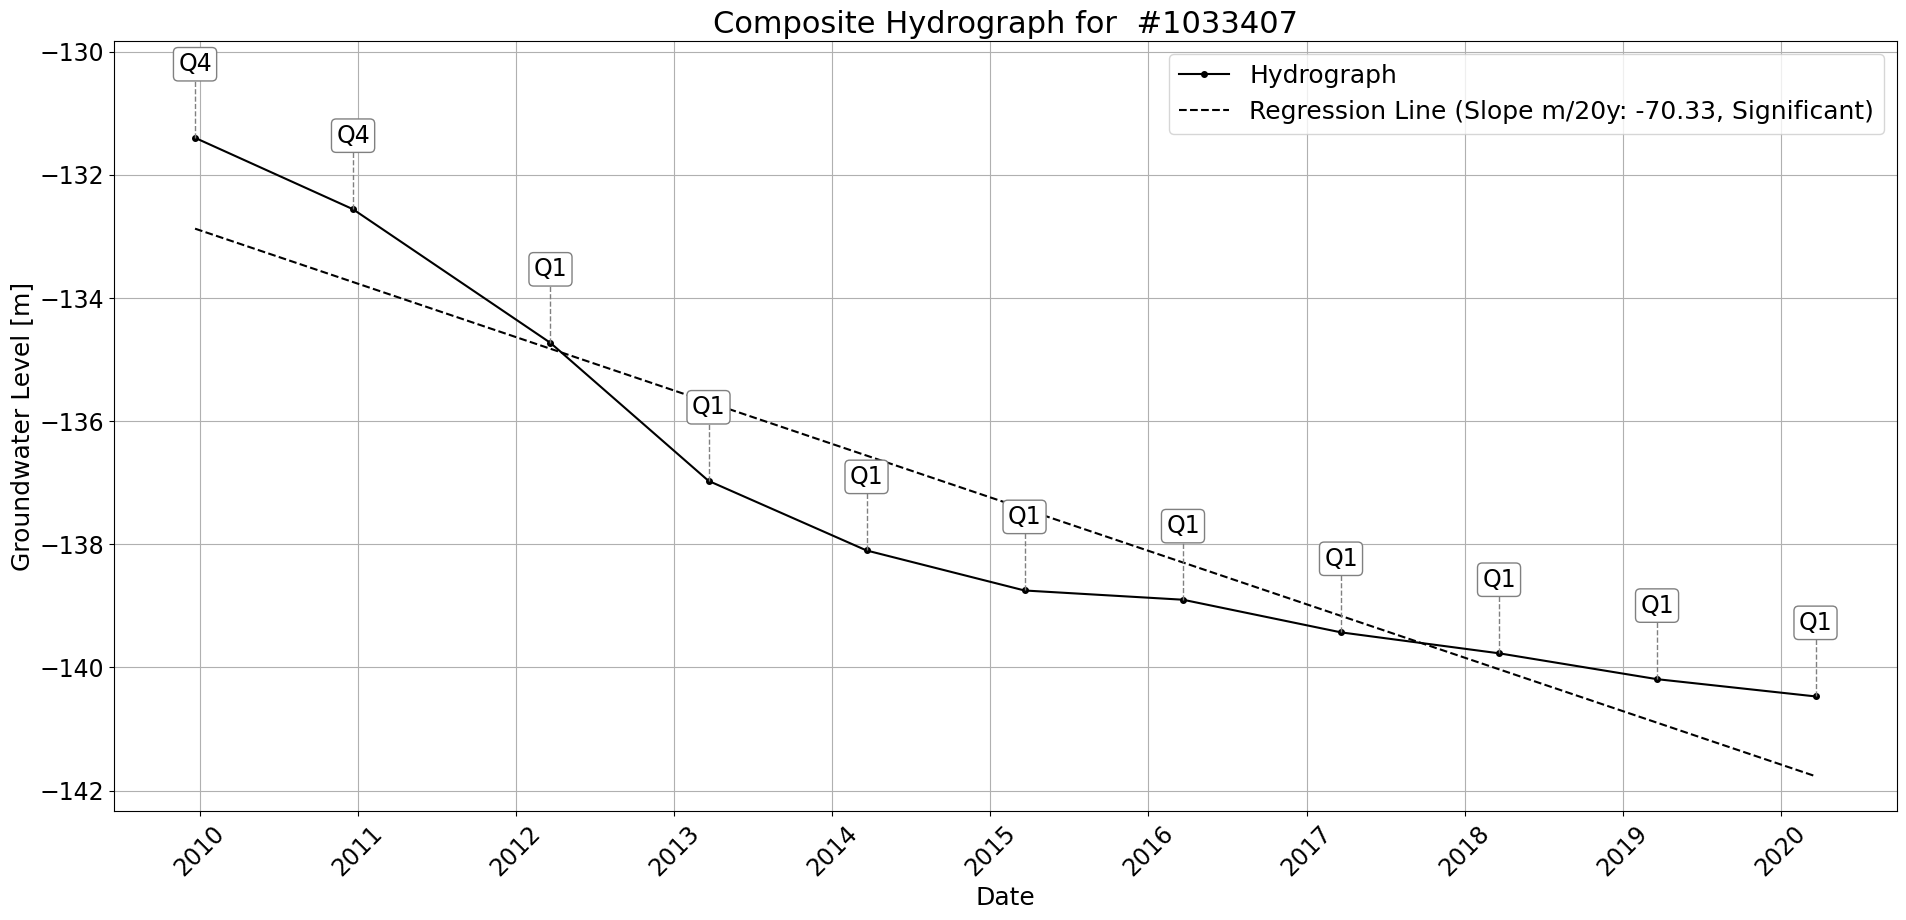 Composite Hydrograph for  #1033407
Hydrograph
Regression Line (Slope m/20y: -70.33, Significant)
Groundwater Level [m]
−130
−132
−134
−136
−138
−140
−142
Q4
Q4
Q1
Q1
Q1
Q1
Q1
Q1
Q1
Q1
Q1
2010
2011
2012
2013
2014
2015
2016
2017
2018
2019
2020
Date